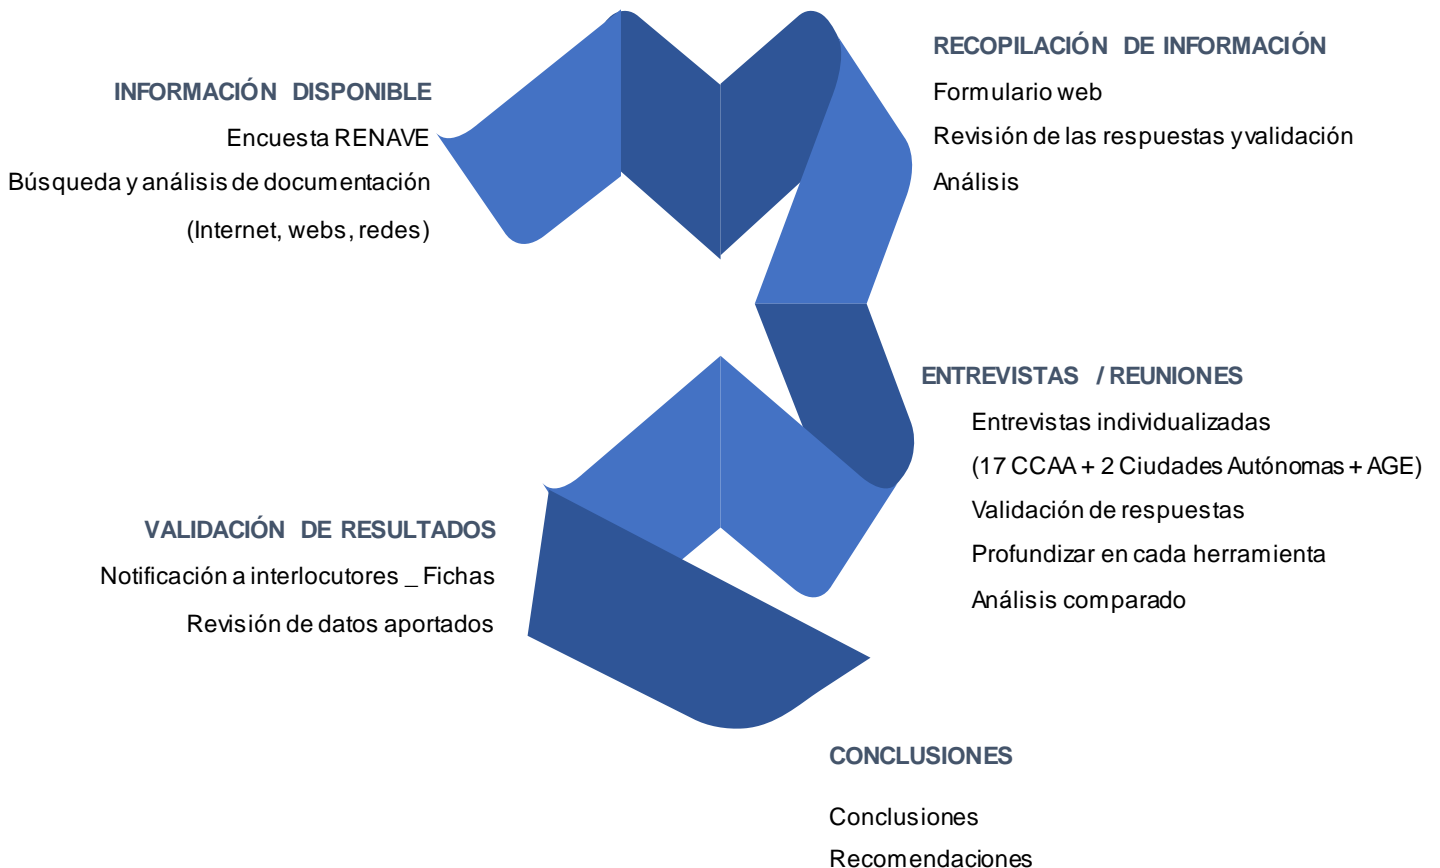 INFORMACIÓN DISPONIBLE
Encuesta RENAVE
Búsqueda y análisis de documentación
(Internet, webs, redes)
RECOPILACIÓN DE INFORMACIÓN
Formulario web
Revisión de las respuestas y validación
Análisis
ENTREVISTAS / REUNIONES
Entrevistas individualizadas
(17 CCAA + 2 Ciudades Autónomas + AGE)
Validación de respuestas
Profundizar en cada herramienta
Análisis comparado
VALIDACIÓN DE RESULTADOS
Notificación a interlocutores _ Fichas
Revisión de datos aportados
CONCLUSIONES
Conclusiones
Recomendaciones